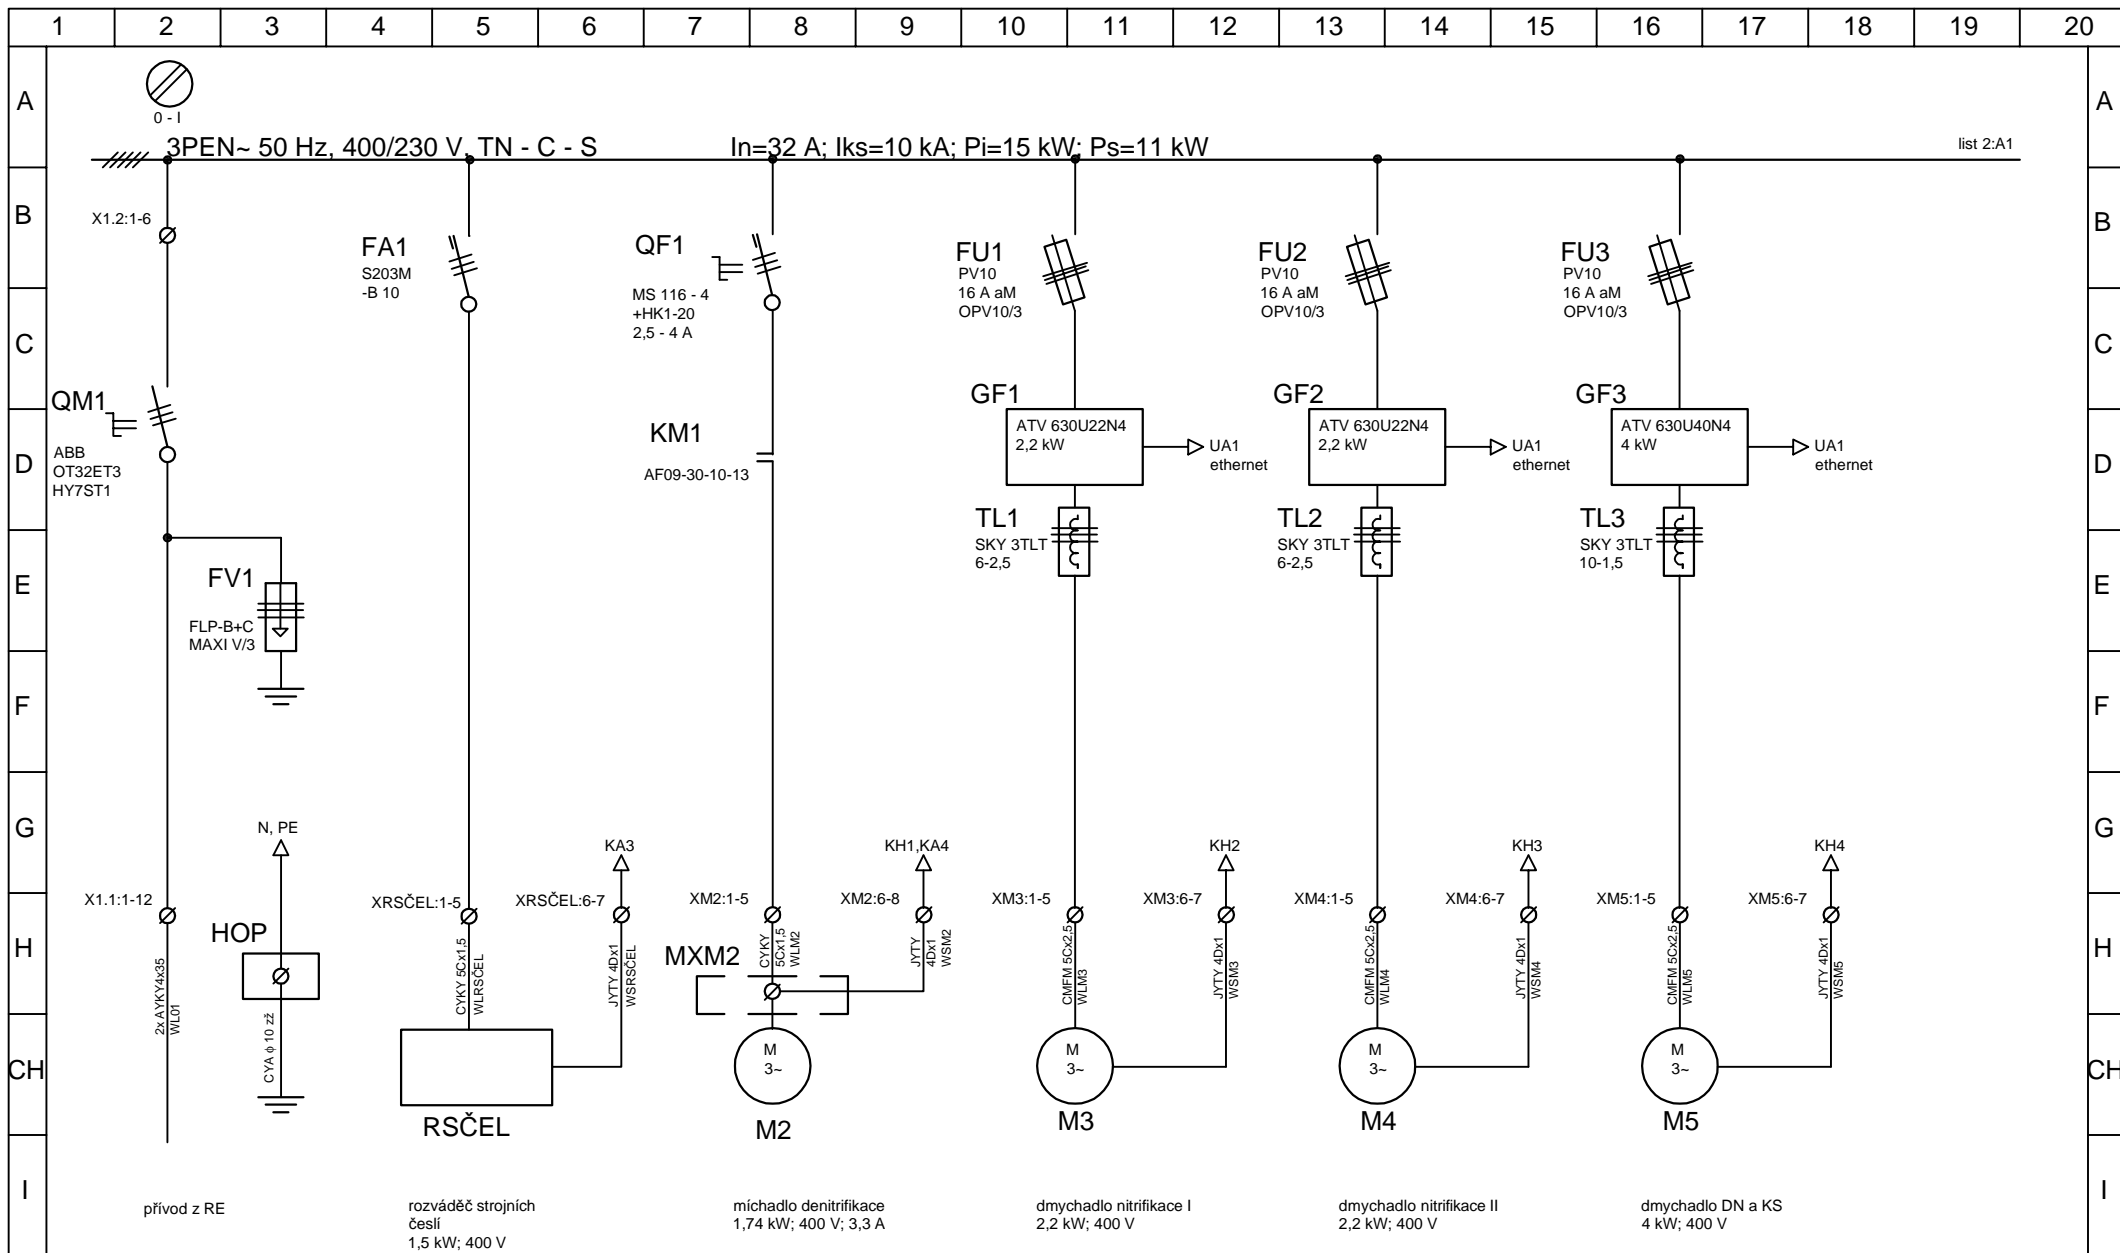 1 2 3 4 5 6 7 8 9 10 11 12 13 14 15 16 17 18 19 20
A A
0 - I
3PEN~ 50 Hz, 400/230 V, TN - C - S In=32 A; Iks=10 kA; Pi=15 kW; Ps=11 kW list 2:A1
B B
X1.2:1-6
FA1
S203M
-B 10
QF1
MS 116 - 4
+HK1-20
2,5 - 4 A
FU1
PV10
16 A aM
OPV10/3
FU2
PV10
16 A aM
OPV10/3
FU3
PV10
16 A aM
OPV10/3
C C
QM1
ABB
OT32ET3
HY7ST1
KM1
AF09-30-10-13
GF1
ATV 630U22N4
2,2 kW
UA1
ethernet
GF2
ATV 630U22N4
2,2 kW
UA1
ethernet
GF3
ATV 630U40N4
4 kW
UA1
ethernet
D D
TL1
SKY 3TLT
6-2,5
TL2
SKY 3TLT
6-2,5
TL3
SKY 3TLT
10-1,5
E E
FV1
FLP-B+C
MAXI V/3
F F
G G
N, PE
KA3
KH1,KA4
KH2
KH3
KH4
X1.1:1-12
XRSČEL:1-5
XRSČEL:6-7
XM2:1-5
XM2:6-8
XM3:1-5
XM3:6-7
XM4:1-5
XM4:6-7
XM5:1-5
XM5:6-7
H H
HOP
MXM2
2x AYKY4x35
WL01
CYA ϕ 10 zž
CYKY 5Cx1,5
WLRSČEL
JYTY 4Dx1
WSRSČEL
CYKY
5Cx1,5
WLM2
JYTY
4Dx1
WSM2
CMFM 5Cx2,5
WLM3
JYTY 4Dx1
WSM3
CMFM 5Cx2,5
WLM4
JYTY 4Dx1
WSM4
CMFM 5Cx2,5
WLM5
JYTY 4Dx1
WSM5
CH CH
M
3~
M
3~
M
3~
M
3~
RSČEL
M2
M3
M4
M5
I I
přívod z RE
rozváděč strojních
česlí
1,5 kW; 400 V
míchadlo denitrifikace
1,74 kW; 400 V; 3,3 A
dmychadlo nitrifikace I
2,2 kW; 400 V
dmychadlo nitrifikace II
2,2 kW; 400 V
dmychadlo DN a KS
4 kW; 400 V